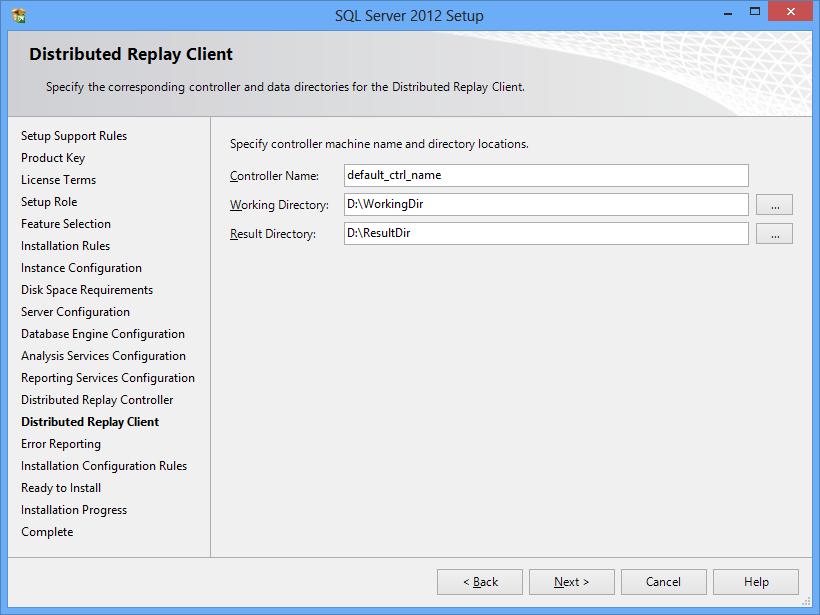 SQL Server 2012 Setup
Distributed Replay Client
Specify the corresponding controller and data directories for the Distributed Replay Client.
Setup Support Rules
Product Key
License Terms
Setup Role
Feature Selection
Installation Rules
Instance Configuration
Disk Space Requirements
Server Configuration
Database Engine Configuration
Analysis Services Configuration
Reporting Services Configuration
Distributed Replay Controller
Distributed Replay Client
Error Reporting
Installation Configuration Rules
Ready to Install
Installation Progress
Complete
Specify controller machine name and directory locations.
Controller Name: default_ctrl_name
Working Directory: D:\WorkingDir ...
Result Directory: D:\ResultDir ...
< Back Next > Cancel Help